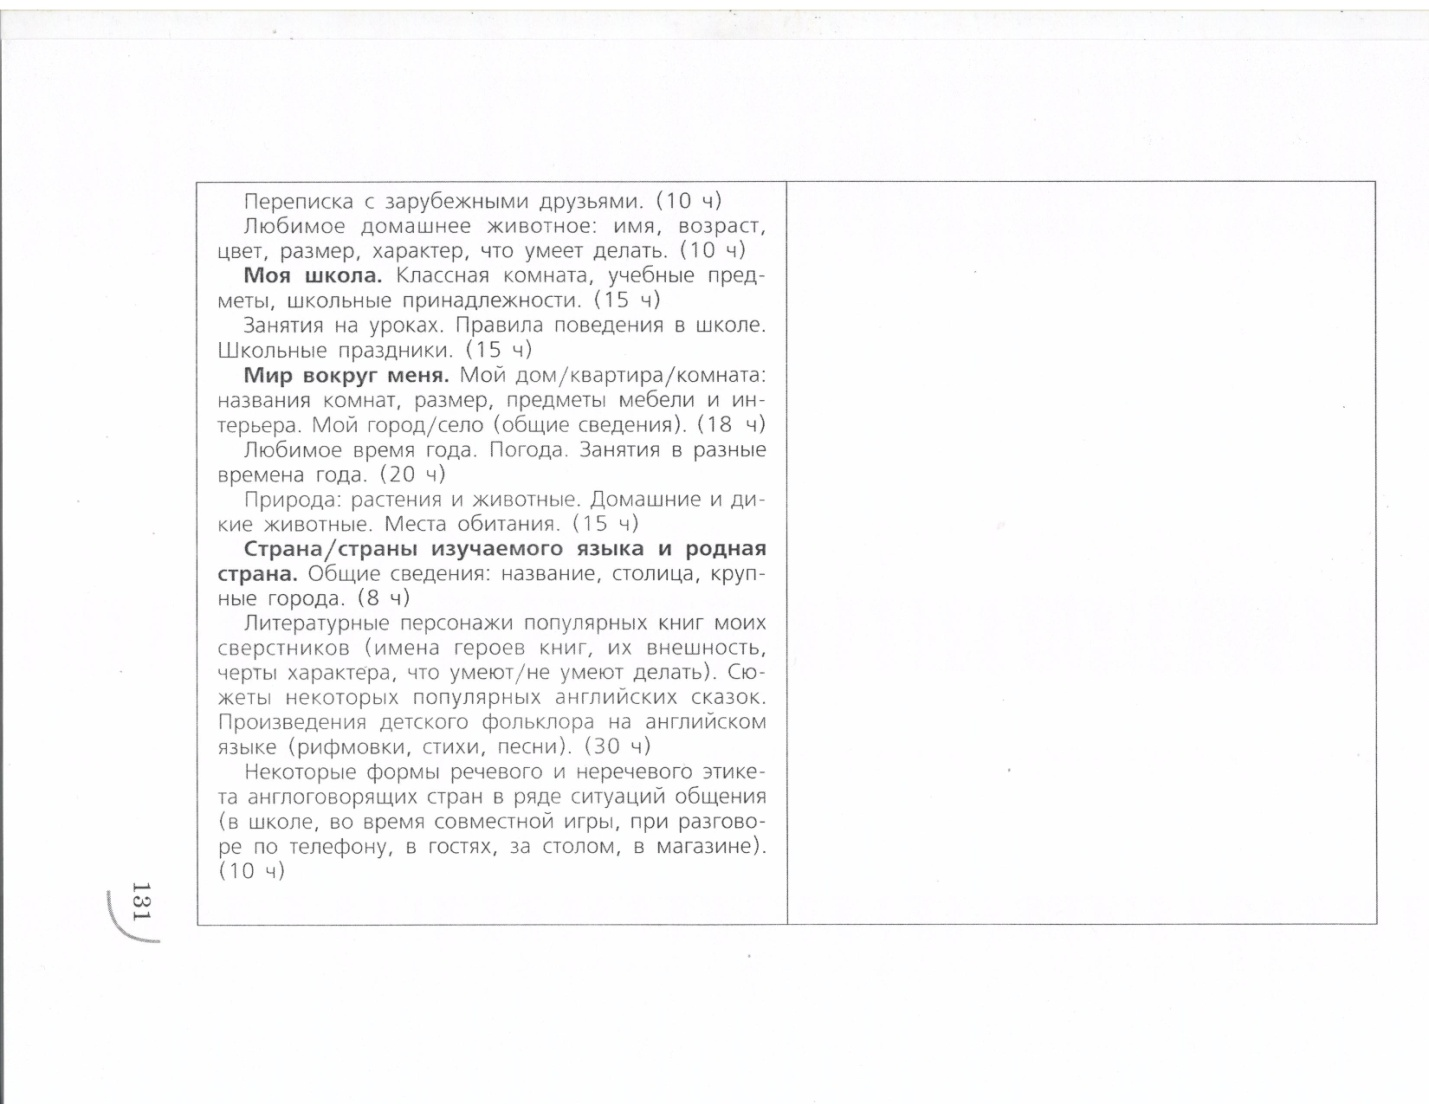 Переписка с зарубежными друзьями. (10 ч)
Любимое домашнее животное: имя, возраст,
цвет, размер, характер, что умеет делать. (10 ч)
Моя школа. Классная комната, учебные пред-
меты, школьные принадлежности. (15 ч)
Занятия на уроках. Правила поведения в школе.
Школьные праздники. (15 ч)
Мир вокруг меня. Мой дом/квартира/комната:
названия комнат, размер, предметы мебели и ин-
терьера. Мой город/село (общие сведения). (18 ч)
Любимое время года. Погода. Занятия в разные
времена года. (20 ч)
Природа: растения и животные. Домашние и ди-
кие животные. Места обитания. (15 ч)
Страна/страны изучаемого языка и родная
страна. Общие сведения: название, столица, круп-
ные города. (8 ч)
Литературные персонажи популярных книг моих
сверстников (имена героев книг, их внешность,
черты характера, что умеют/не умеют делать). Сю-
жеты некоторых популярных английских сказок.
Произведения детского фольклора на английском
языке (рифмовки, стихи, песни). (30 ч)
Некоторые формы речевого и неречевого этике-
та англоговорящих стран в ряде ситуаций общения
(в школе, во время совместной игры, при разгово-
ре по телефону, в гостях, за столом, в магазине).
(10 ч)
131